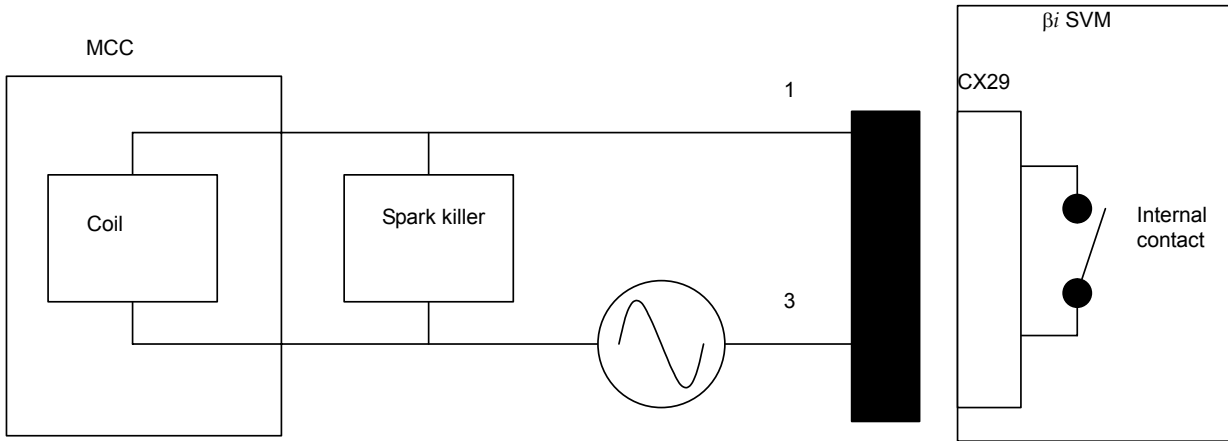 βi SVM
MCC
CX29
1
Coil
Spark killer
Internal
contact
3